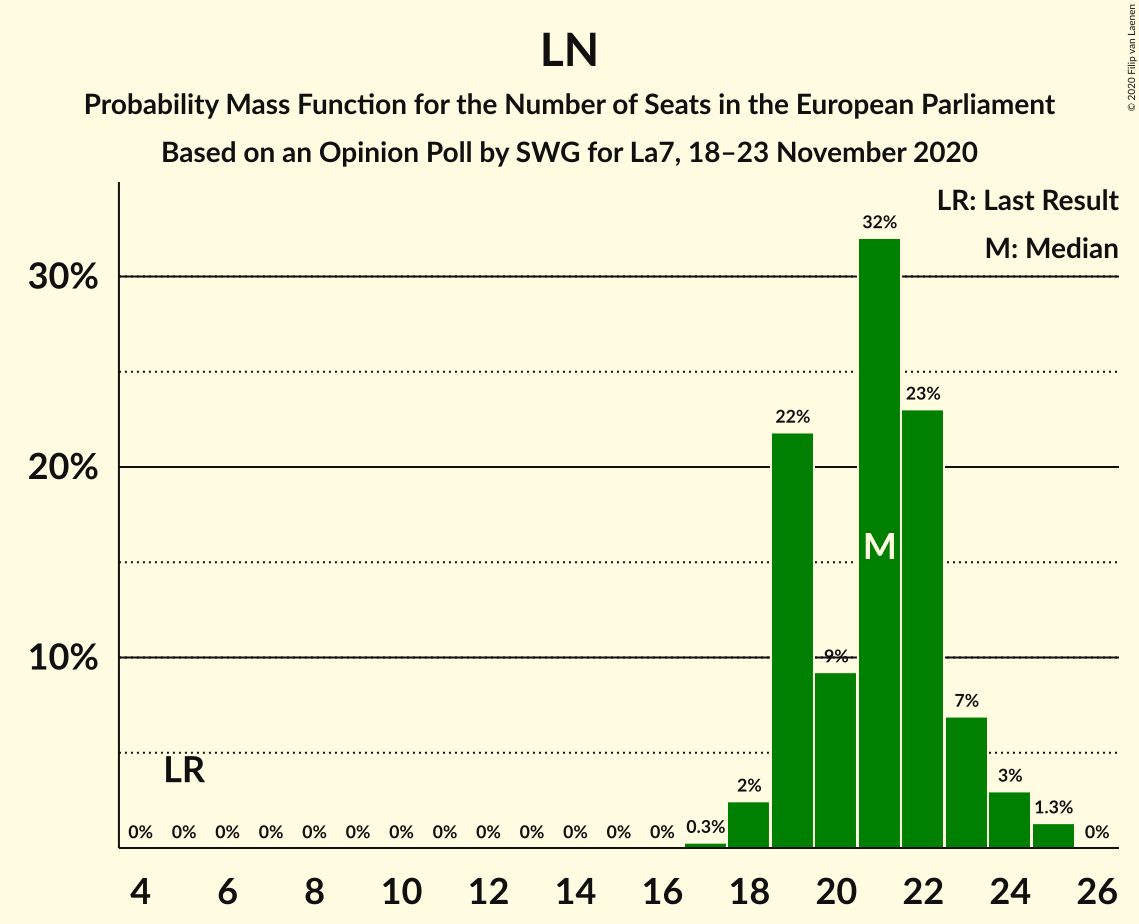 LN
Probability Mass Function for the Number of Seats in the European Parliament
Based on an Opinion Poll by SWG for La7, 18–23 November 2020
© 2020 Filip van Laenen
LR: Last Result
M: Median
30%
20%
10%
32%
23%
22%
9%
7%
3%
2%
1.3%
0.3%
M
LR
0% 0% 0% 0% 0% 0% 0% 0% 0% 0% 0% 0% 0% 0%
4 6 8 10 12 14 16 18 20 22 24 26